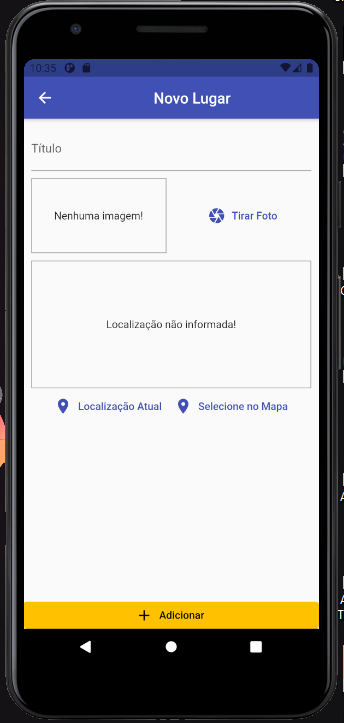 10:35
Novo Lugar
Título
Nenhuma imagem!
Tirar Foto
Localização não informada!
Localização Atual
Selecione no Mapa
Adicionar